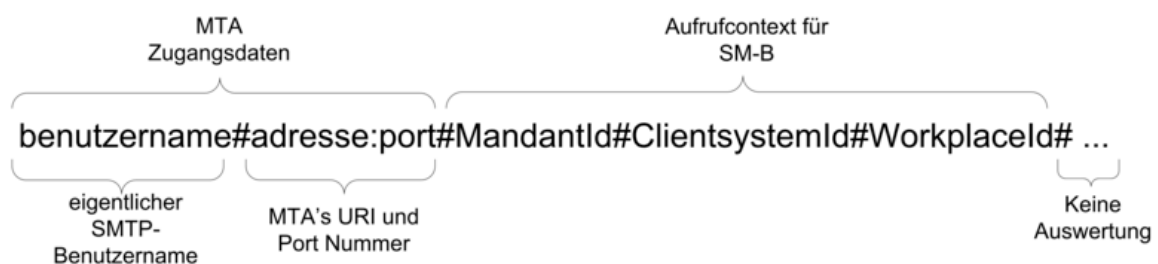 MTA
Zugangsdaten
Aufrufcontext für
SM-B
benutzername#adresse:port#MandantId#ClientsystemId#WorkplaceId# ...
eigentlicher
SMTP-
Benutzername
MTA's URI und
Port Nummer
Keine
Auswertung